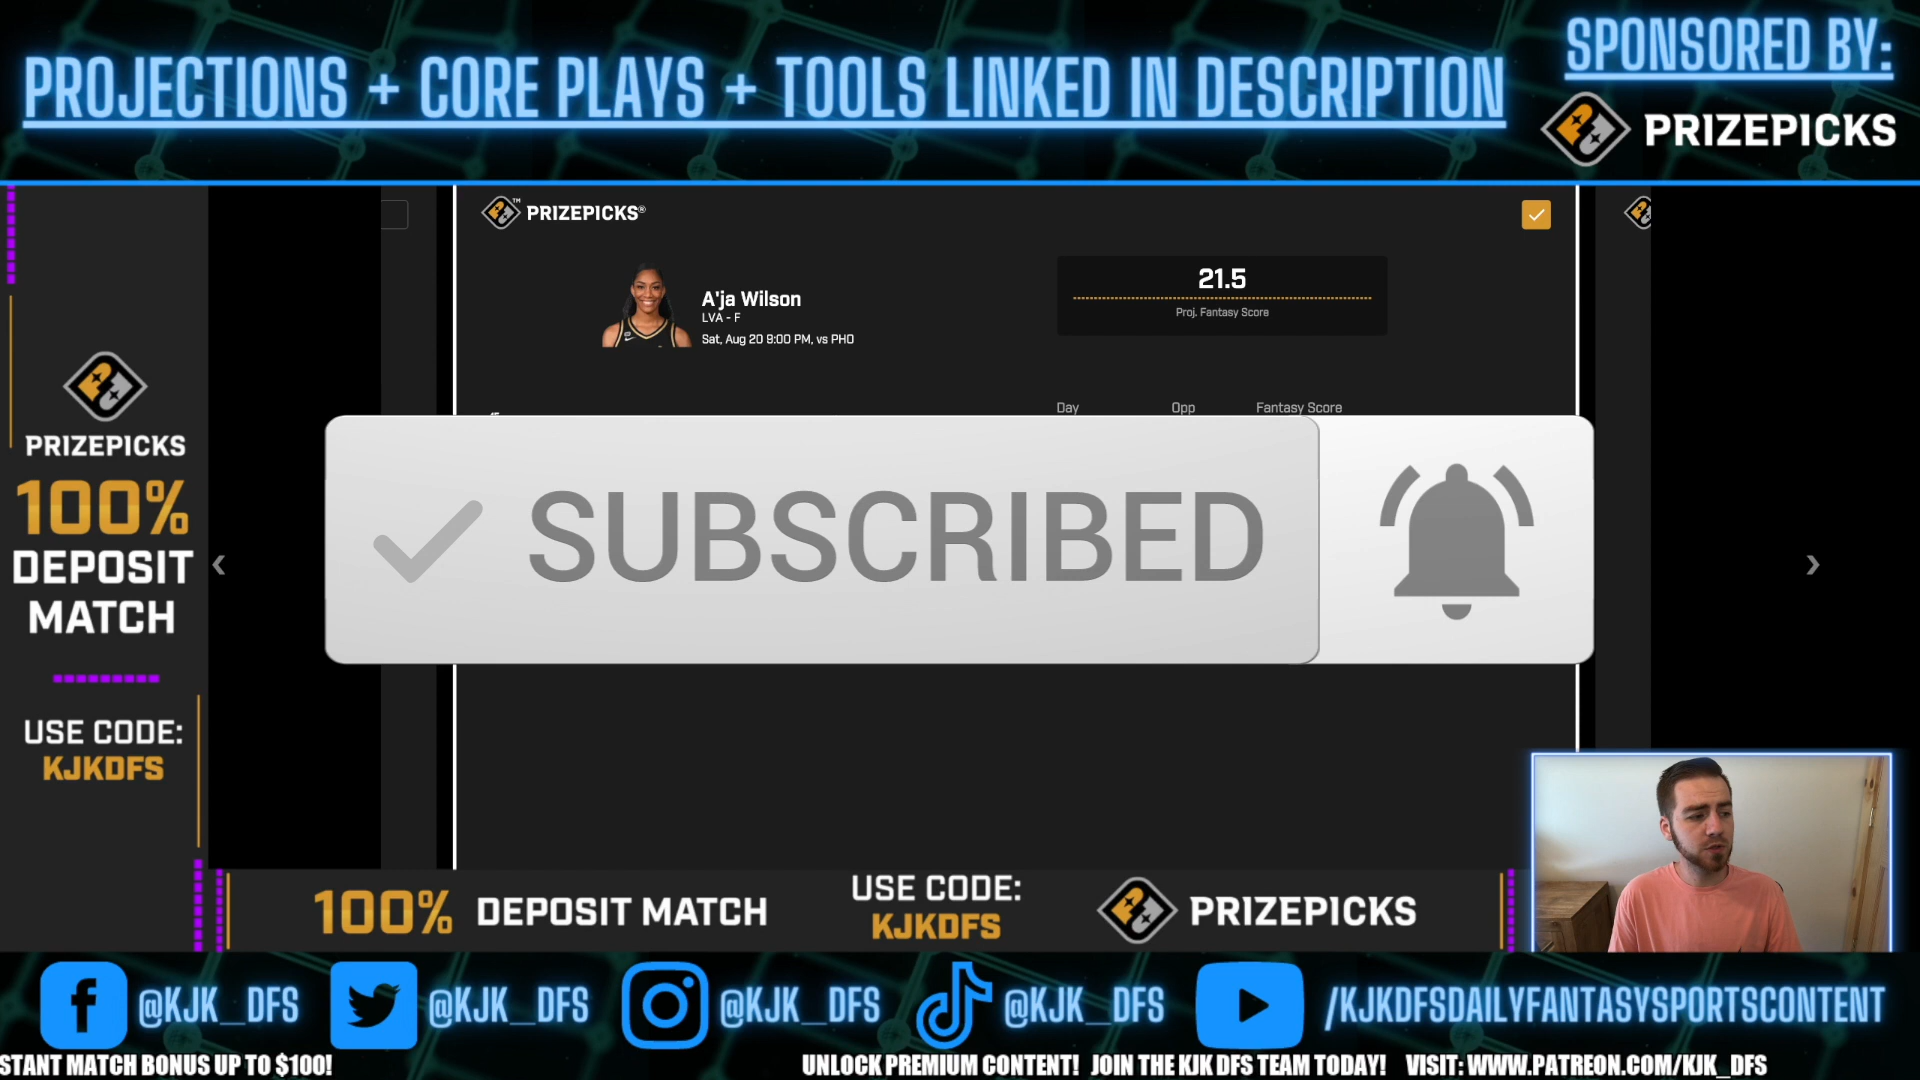 PROJECTIONS + CORE PLAYS + TOOLS LINKED IN DESCRIPTION
SPONSORED BY:
PRIZEPICKS
PRIZEPICKS®
A'ja Wilson
LVA - F
Sat, Aug 20 9:00 PM, vs PHO
21.5
Proj. Fantasy Score
Day Opp Fantasy Score
SUBSCRIBED
PRIZEPICKS
100%
DEPOSIT
MATCH
USE CODE:
KJKDFS
100% DEPOSIT MATCH
USE CODE:
KJKDFS
PRIZEPICKS
@KJK_DFS
@KJK_DFS
@KJK_DFS
@KJK_DFS
/KJKDFSDAILYFANTASYSPORTSCONTENT
STANT MATCH BONUS UP TO $100!
UNLOCK PREMIUM CONTENT! JOIN THE KJK DFS TEAM TODAY! VISIT: WWW.PATREON.COM/KJK_DFS